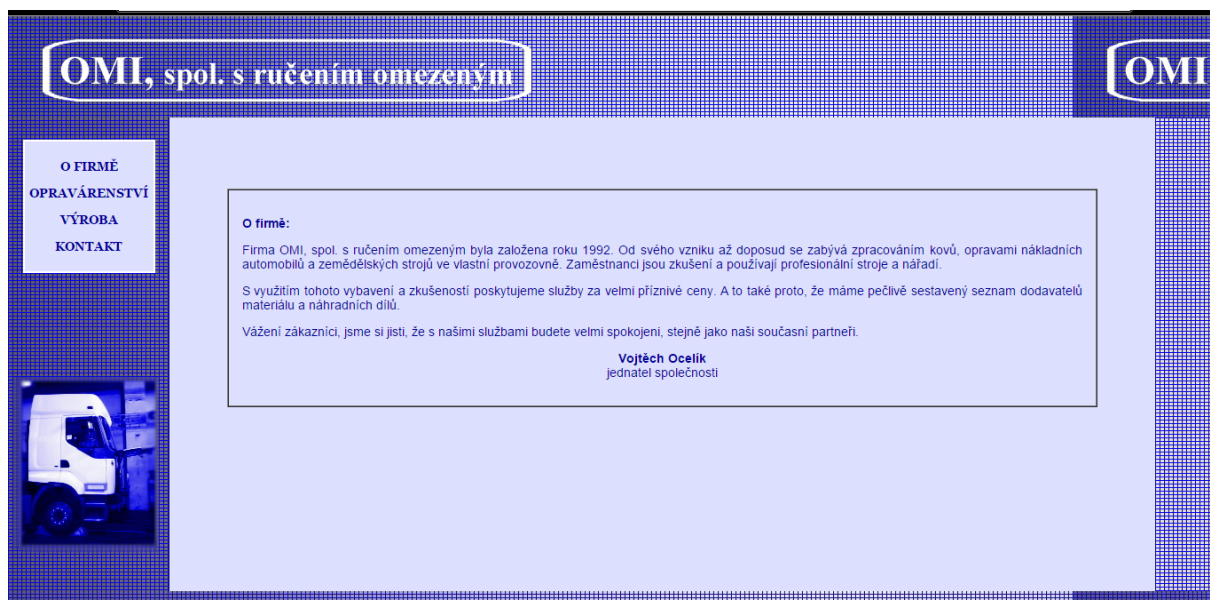 OMI, spol. s ručením omezeným
OMI
O FIRMĚ
OPRAVÁRENSTVÍ
VÝROBA
KONTAKT
O firmě:
Firma OMI, spol. s ručením omezeným byla založena roku 1992. Od svého vzniku až doposud se zabývá zpracováním kovů, opravami nákladních
automobilů a zemědělských strojů ve vlastní provozovně. Zaměstnanci jsou zkušení a používají profesionální stroje a nářadí.
S využitím tohoto vybavení a zkušeností poskytujeme služby za velmi příznivé ceny. A to také proto, že máme pečlivě sestavený seznam dodavatelů
materiálu a náhradních dílů.
Vážení zákazníci, jsme si jisti, že s našimi službami budete velmi spokojeni, stejně jako naši současní partneři.
Vojtěch Ocelík
jednatel společnosti